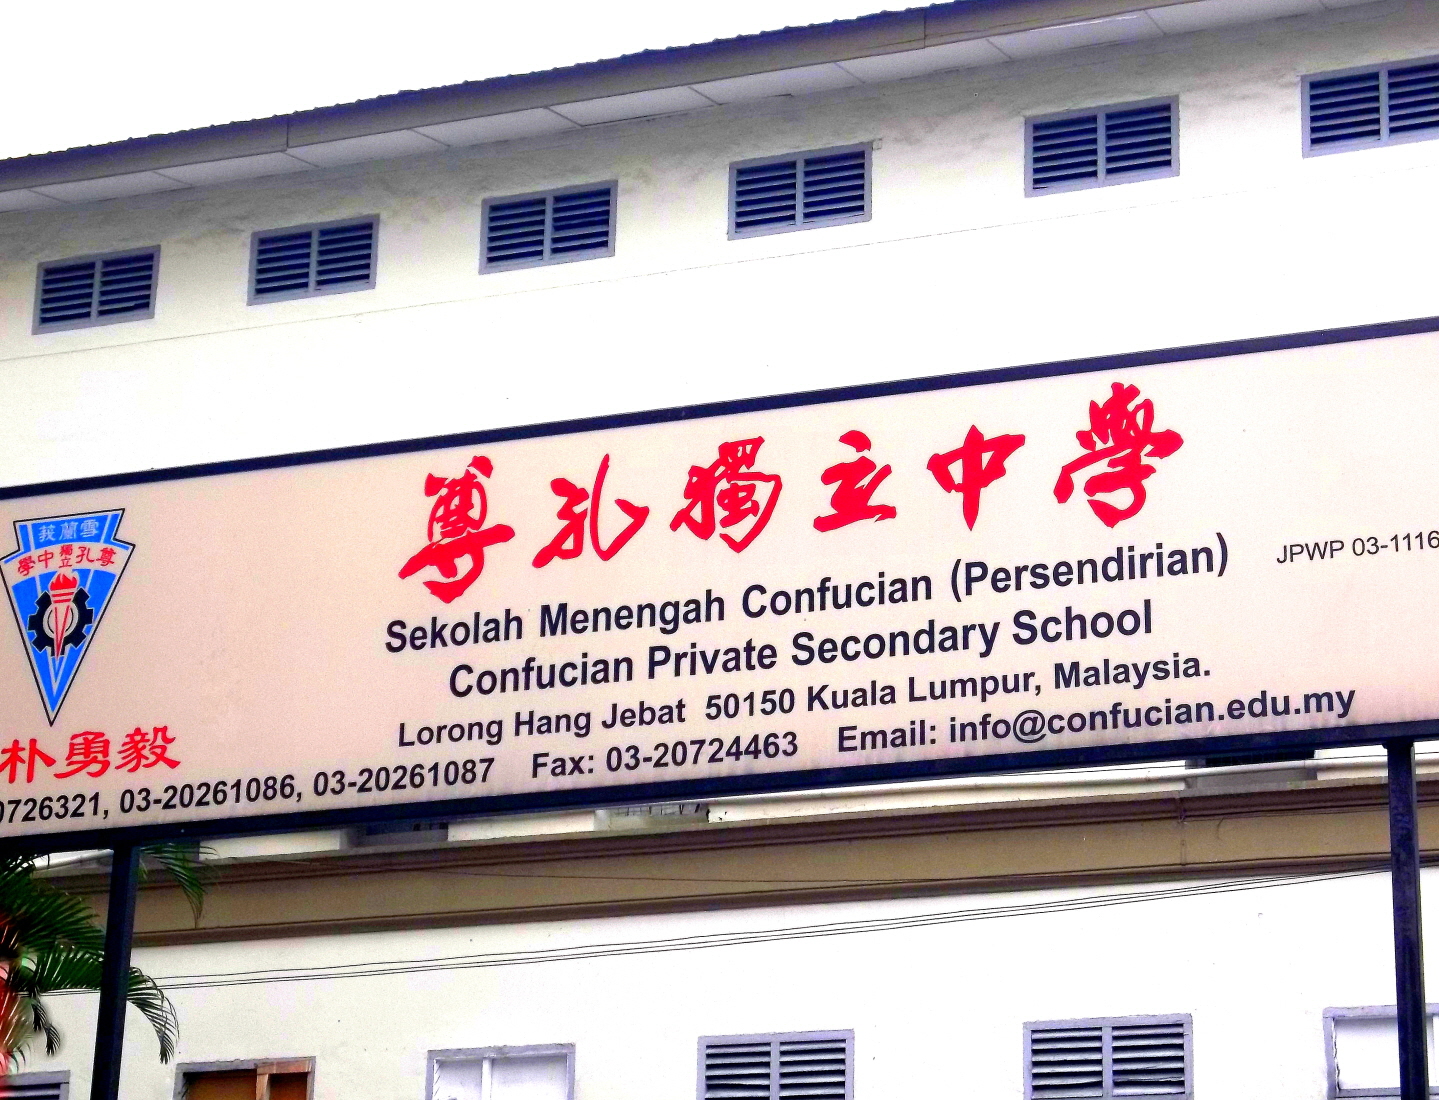 尊孔獨立中學
Sekolah Menengah Confucian (Persendirian)
JPWP 03-1116
Confucian Private Secondary School
Lorong Hang Jebat 50150 Kuala Lumpur, Malaysia.
0726321, 03-20261086, 03-20261087 Fax: 03-20724463 Email: info@confucian.edu.my
莪蘭雪
學中獨立孔尊
朴勇毅